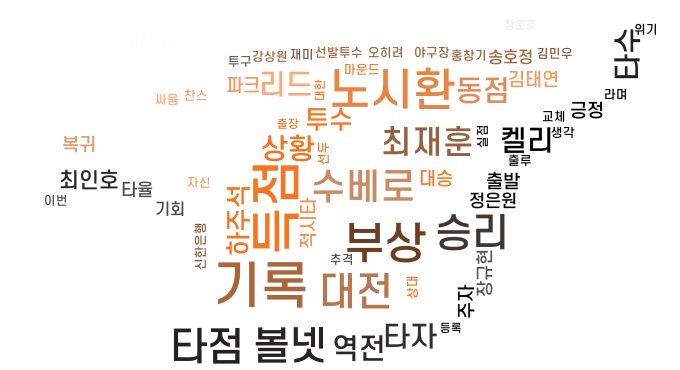 장운호
위기
타수
투구 강상원 재미 선발투수 오히려 야구장 홍창기 송호정 김민우
마운드
파크 리드 대한 노시환 동점 김태연
싸움 찬스
라며
긍정
출장 투수
교체
생각
복귀
상황 선두
최재훈 실점 켈리
출루
최인호 타율
자신
득점 수베로 대승
출발
정은원
이번
기회
하주석 적시타
신한은행
부상 승리
추격
기록 대전 상대
장규현
주자
타점 볼넷 역전 타자 등록